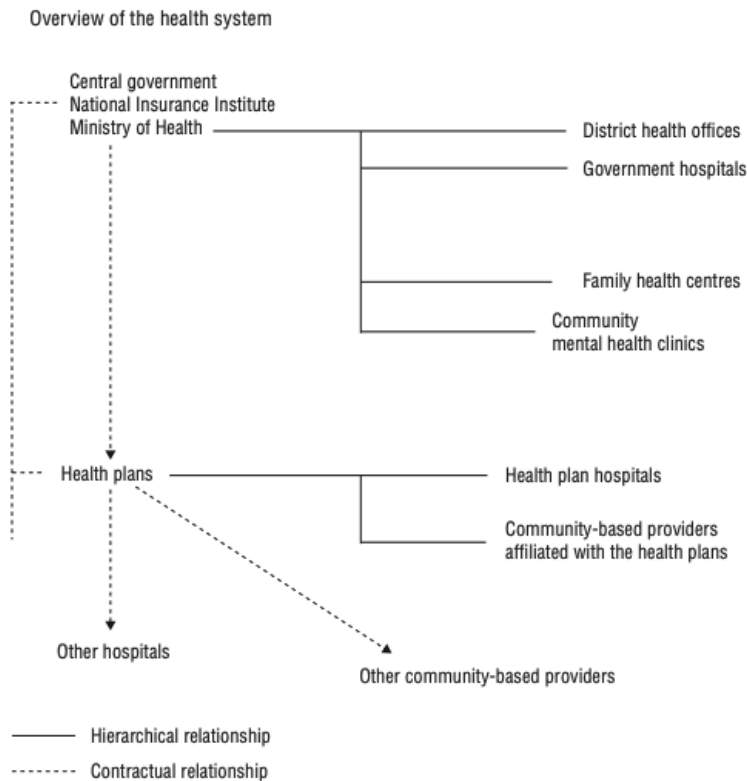 Overview of the health system
Central government
National Insurance Institute
Ministry of Health
District health offices
Government hospitals
Family health centres
Community
mental health clinics
Health plans
Health plan hospitals
Community-based providers
affiliated with the health plans
Other hospitals
Other community-based providers
Hierarchical relationship
Contractual relationship